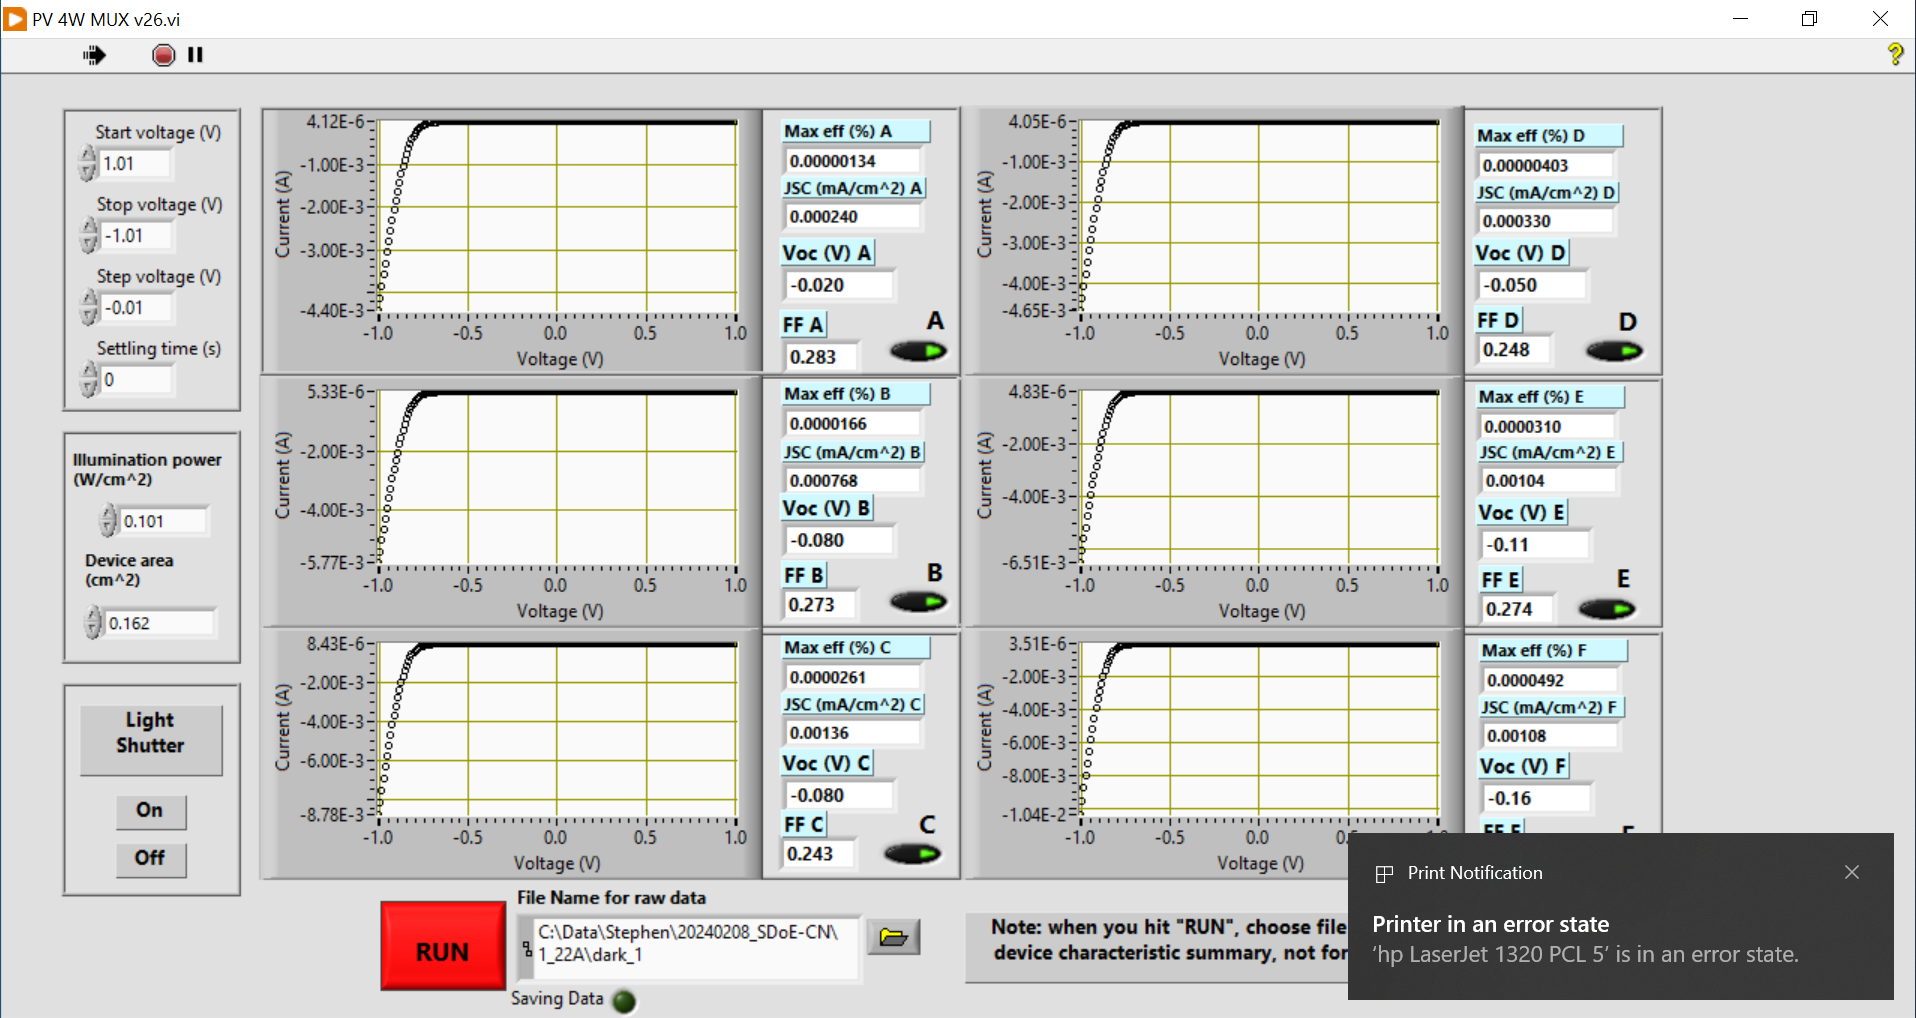 PV 4W MUX v26.vi
Start voltage (V)
1.01
Stop voltage (V)
-1.01
Step voltage (V)
-0.01
Settling time (s)
0
Illumination power
(W/cm^2)
0.101
Device area
(cm^2)
0.162
Light
Shutter
On
Off
4.12E-6
-1.00E-3
-2.00E-3
-3.00E-3
-4.40E-3
Current (A)
-1.0 -0.5 0.0 0.5 1.0
Voltage (V)
Max eff (%) A
0.00000134
JSC (mA/cm^2) A
0.000240
Voc (V) A
-0.020
FF A
0.283
A
4.05E-6
-1.00E-3
-2.00E-3
-3.00E-3
-4.00E-3
-4.65E-3
Current (A)
-1.0 -0.5 0.0 0.5 1.0
Voltage (V)
Max eff (%) D
0.00000403
JSC (mA/cm^2) D
0.000330
Voc (V) D
-0.050
FF D
0.248
D
5.33E-6
-2.00E-3
-4.00E-3
-5.77E-3
Current (A)
-1.0 -0.5 0.0 0.5 1.0
Voltage (V)
Max eff (%) B
0.0000166
JSC (mA/cm^2) B
0.000768
Voc (V) B
-0.080
FF B
0.273
B
4.83E-6
-2.00E-3
-4.00E-3
-6.51E-3
Current (A)
-1.0 -0.5 0.0 0.5 1.0
Voltage (V)
Max eff (%) E
0.0000310
JSC (mA/cm^2) E
0.00104
Voc (V) E
-0.11
FF E
0.274
E
8.43E-6
-2.00E-3
-4.00E-3
-6.00E-3
-8.78E-3
Current (A)
-1.0 -0.5 0.0 0.5 1.0
Voltage (V)
Max eff (%) C
0.0000261
JSC (mA/cm^2) C
0.00136
Voc (V) C
-0.080
FF C
0.243
C
3.51E-6
-2.00E-3
-4.00E-3
-6.00E-3
-8.00E-3
-1.04E-2
Current (A)
-1.0 -0.5 0.0
Voltage (V)
Max eff (%) F
0.0000492
JSC (mA/cm^2) F
0.00108
Voc (V) F
-0.16
RUN
File Name for raw data
C:\Data\Stephen\20240208_SDoE-CN\
1_22A\dark_1
Saving Data
Note: when you hit "RUN", choose file
device characteristic summary, not for
Print Notification
Printer in an error state
‘hp LaserJet 1320 PCL 5’ is in an error state.